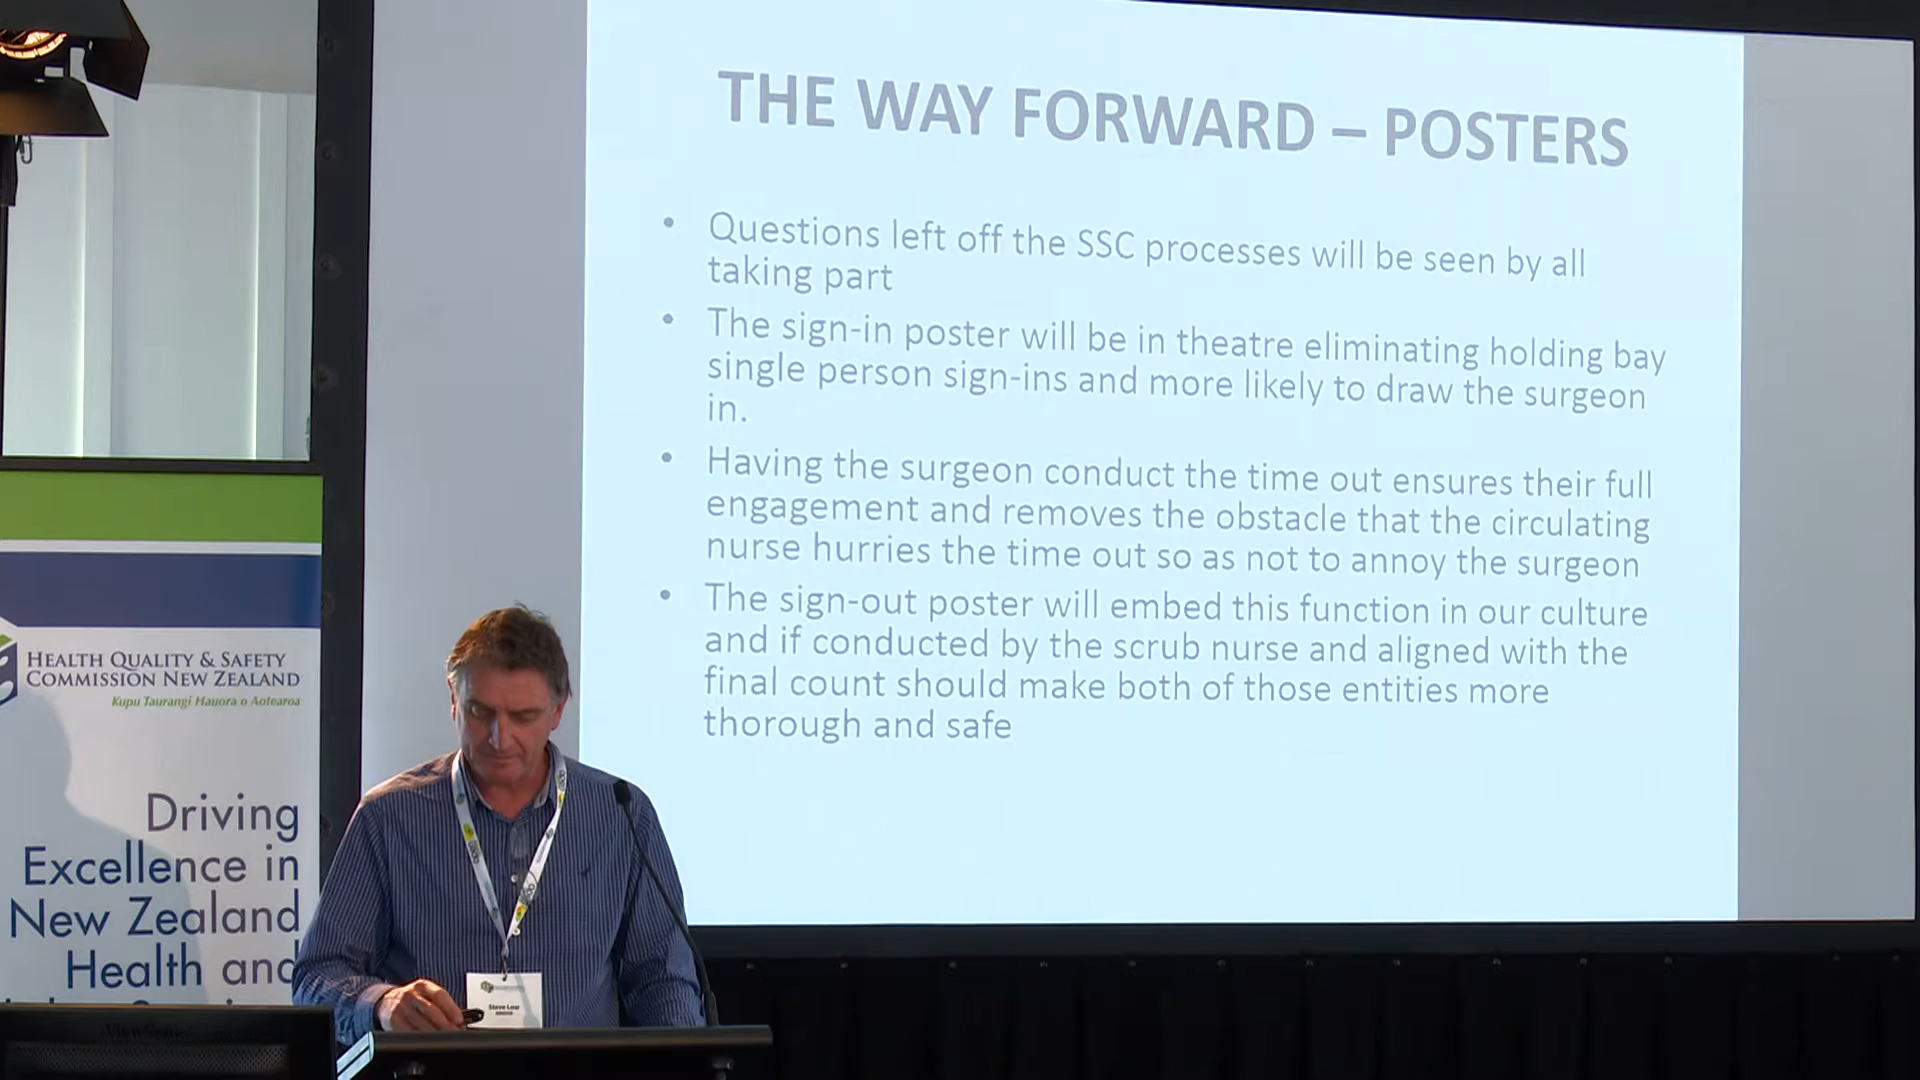 THE WAY FORWARD – POSTERS
• Questions left off the SSC processes will be seen by all
taking part
• The sign-in poster will be in theatre eliminating holding bay
single person sign-ins and more likely to draw the surgeon
in.
• Having the surgeon conduct the time out ensures their full
engagement and removes the obstacle that the circulating
nurse hurries the time out so as not to annoy the surgeon
• The sign-out poster will embed this function in our culture
and if conducted by the scrub nurse and aligned with the
final count should make both of those entities more
thorough and safe
HEALTH QUALITY & SAFETY
COMMISSION NEW ZEALAND
Kupu Taurangi Hauora o Aotearoa
Driving
Excellence in
New Zealand
Health and
Steve